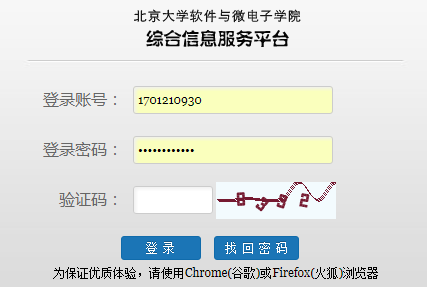 北京大学软件与微电子学院
综合信息服务平台
登录账号： 1701210930
登录密码： ••••••••••••
验证码：
登 录 找 回 密 码
为保证优质体验，请使用Chrome(谷歌)或Firefox(火狐)浏览器